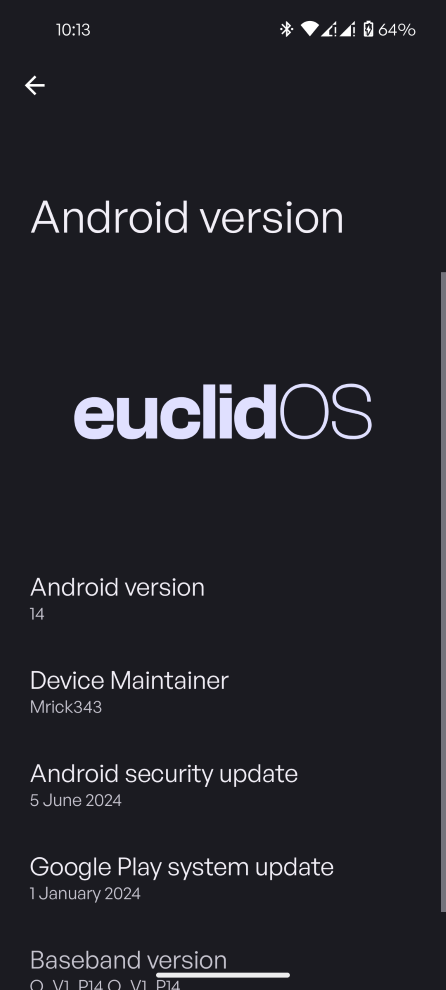 10:13
64%
Android version
euclidOS
Android version
14
Device Maintainer
Mrick343
Android security update
5 June 2024
Google Play system update
1 January 2024
Baseband version
Q_V1_P14,Q_V1_P14